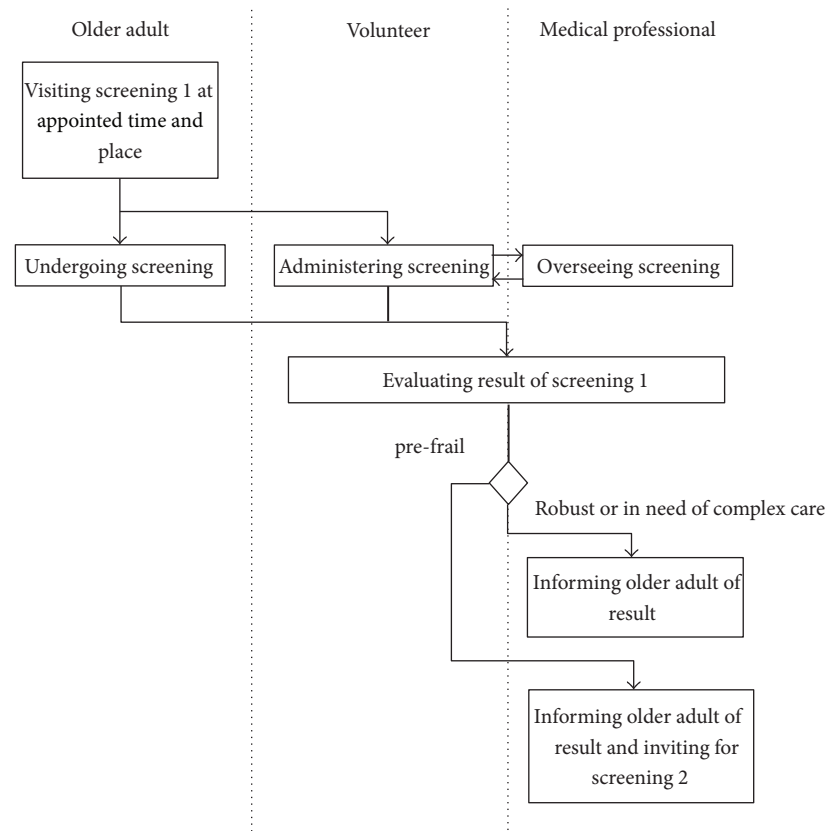 Older adult
Volunteer
Medical professional
Visiting screening 1 at
appointed time and
place
Undergoing screening
Administering screening
Overseeing screening
Evaluating result of screening 1
pre-frail
Robust or in need of complex care
Informing older adult of
result
Informing older adult of
result and inviting for
screening 2